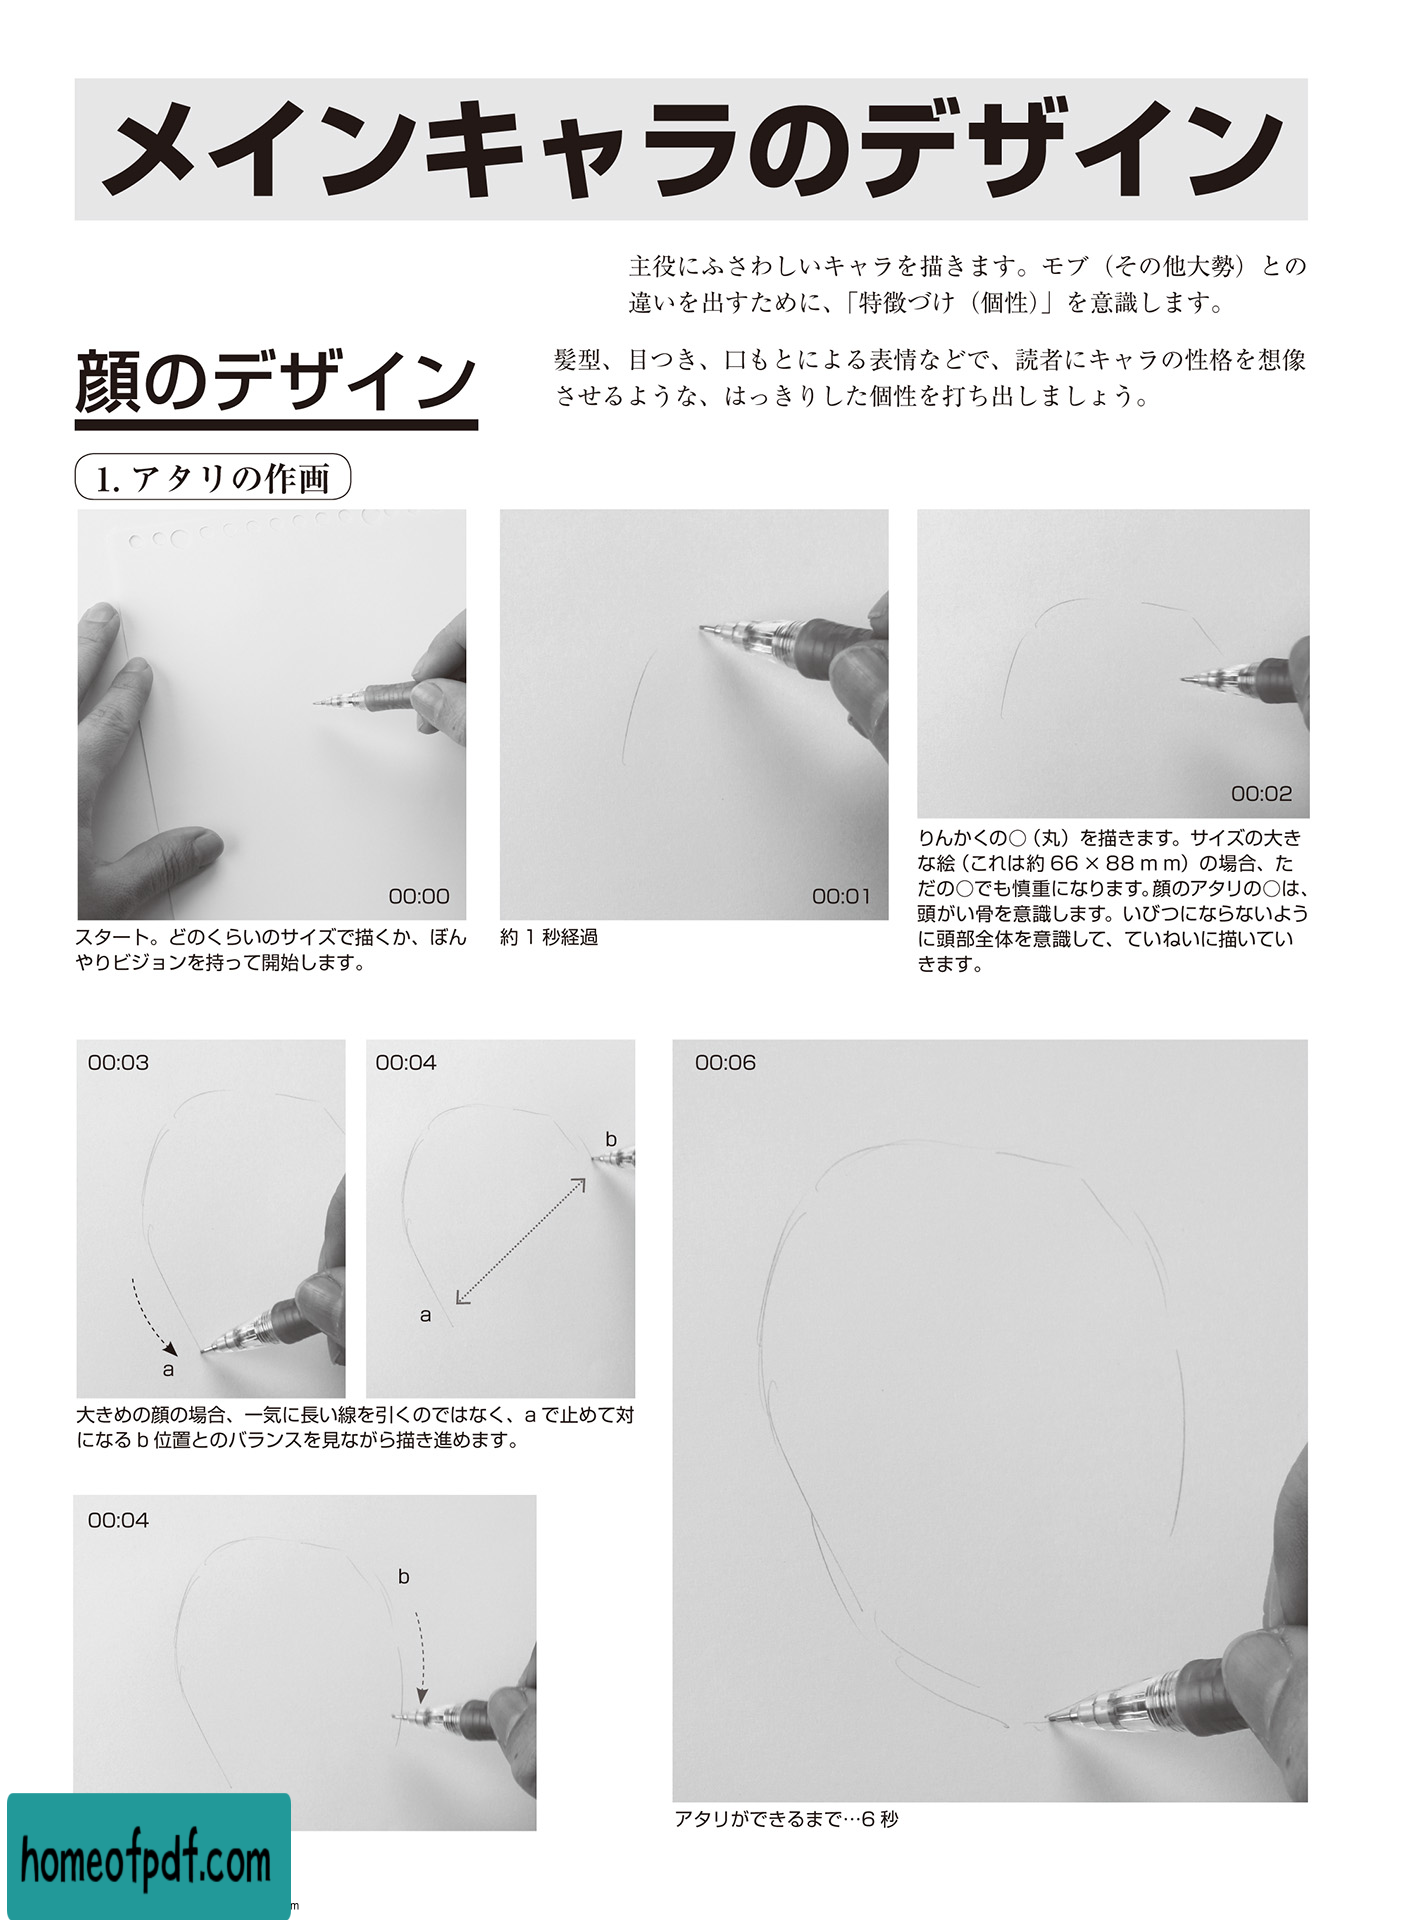 メインキャラのデザイン
主役にふさわしいキャラを描きます。モブ（その他大勢）との
違いを出すために、「特徴づけ（個性）」を意識します。
顔のデザイン
髪型、目つき、口もとによる表情などで、読者にキャラの性格を想像
させるような、はっきりした個性を打ち出しましょう。
1. アタリの作画
00:00
スタート。どのくらいのサイズで描くか、ぼん
やりビジョンを持って開始します。
00:01
約 1 秒経過
00:02
りんかくの○（丸）を描きます。サイズの大き
な絵（これは約 66 × 88 m m）の場合、た
だの○でも慎重になります。顔のアタリの○は、
頭がい骨を意識します。いびつにならないよう
に頭部全体を意識して、ていねいに描いてい
きます。
00:03
a
00:04
b
a
大きめの顔の場合、一気に長い線を引くのではなく、a で止めて対
になる b 位置とのバランスを見ながら描き進めます。
00:04
b
00:06
アタリができるまで…6 秒
homeofpdf.com
m